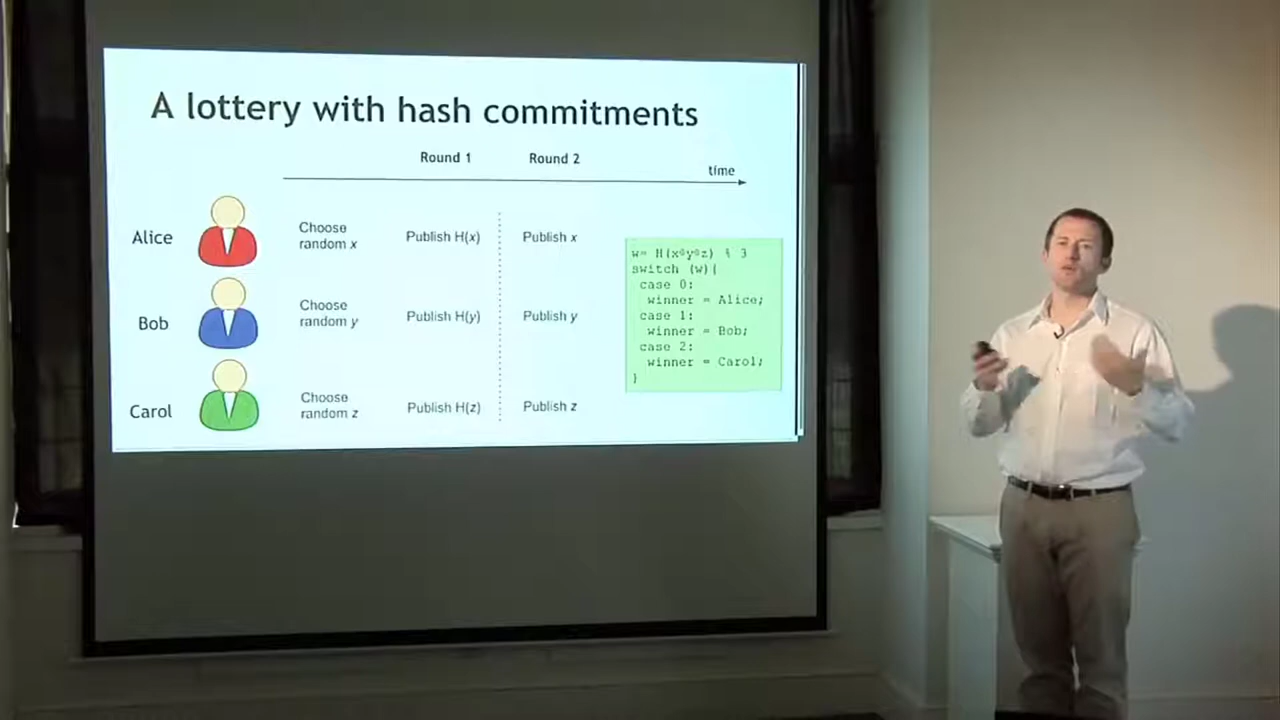 A lottery with hash commitments
Round 1 Round 2
time
Alice
Choose
random x
Publish H(x)
Publish x
Bob
Choose
random y
Publish H(y)
Publish y
Carol
Choose
random z
Publish H(z)
Publish z
switch (w){
case 0:
winner = Alice;
case 1:
winner = Bob;
case 2:
winner = Carol;
}